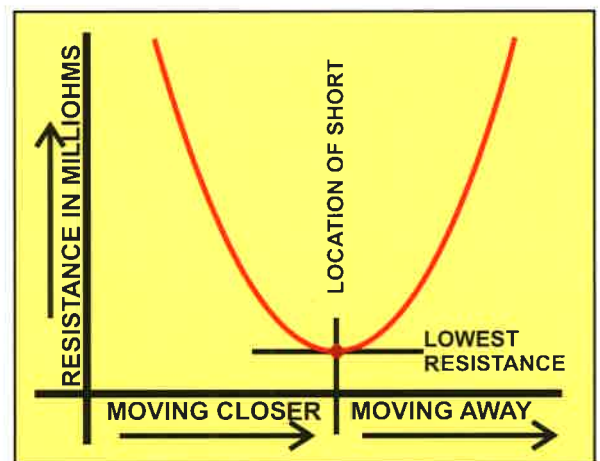 RESISTANCE IN MILLIOHMS
LOCATION OF SHORT
LOWEST
RESISTANCE
MOVING CLOSER
MOVING AWAY